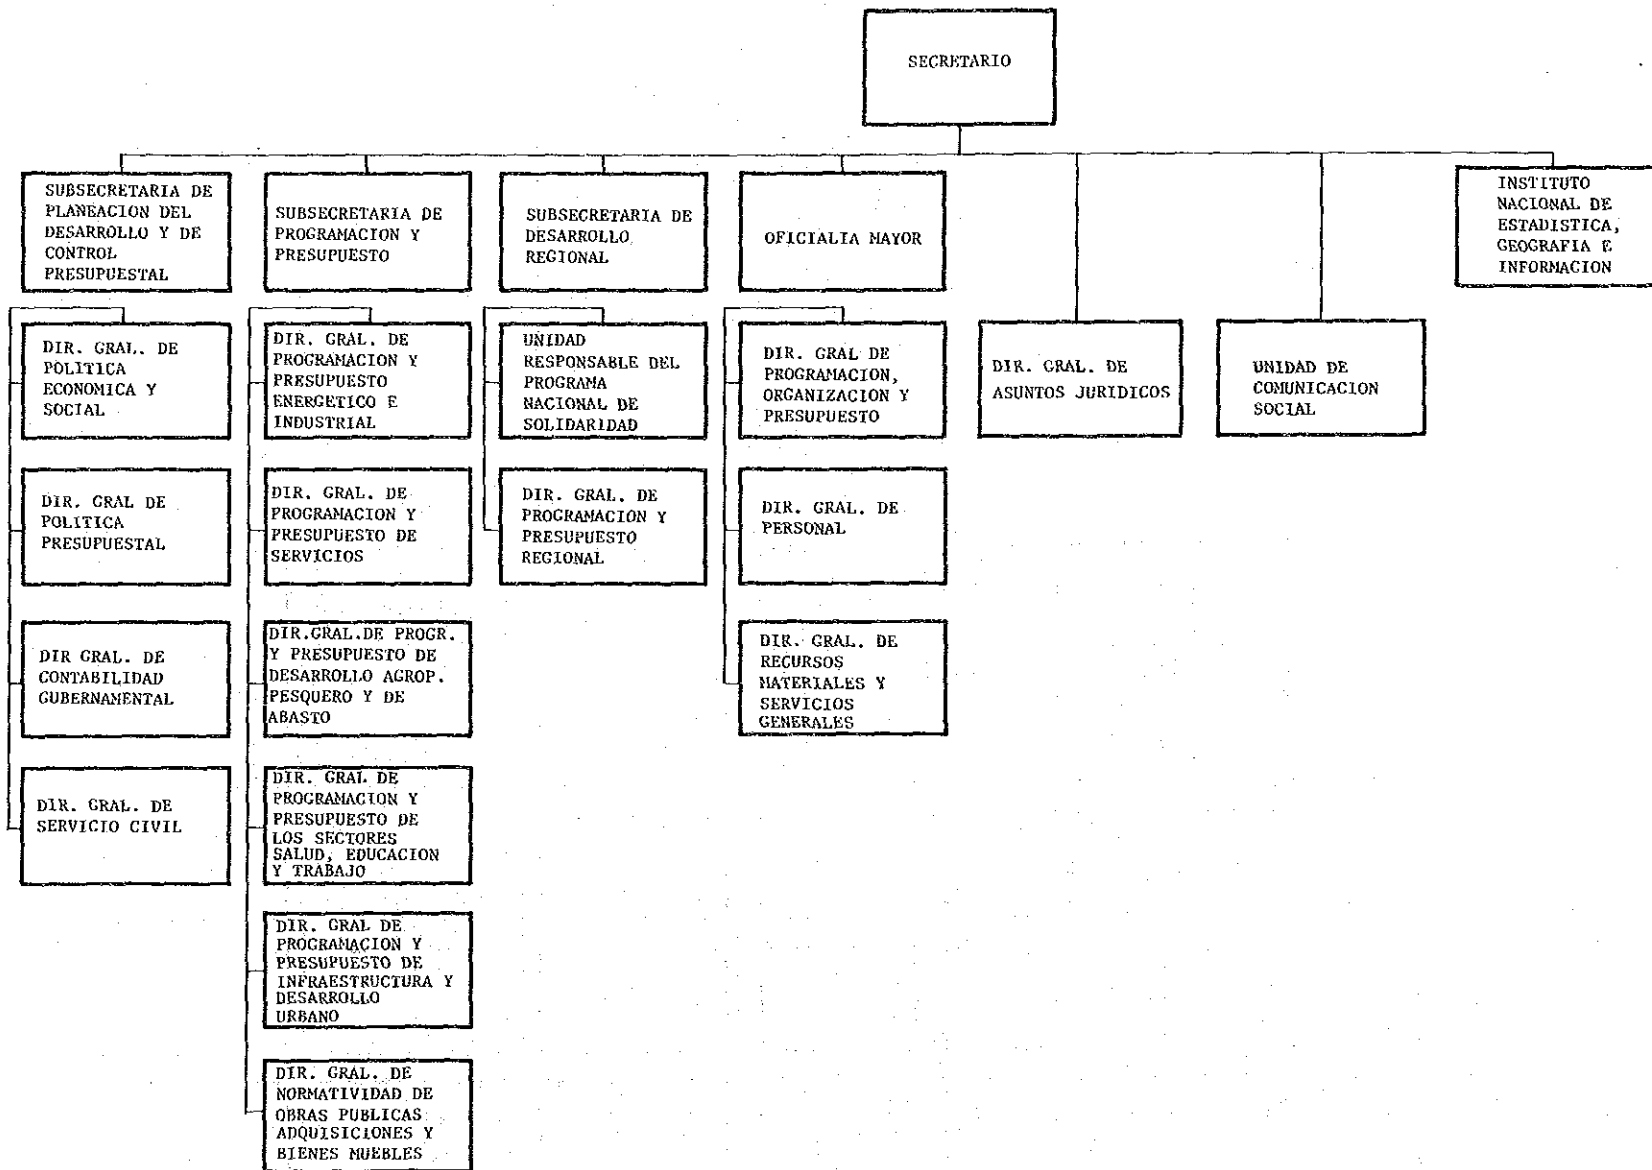 SECRETARIO
SUBSECRETARIA DE
PLANEACION DEL
DESARROLLO Y DE
CONTROL
PRESUPUESTAL
SUBSECRETARIA DE
PROGRAMACION Y
PRESUPUESTO
SUBSECRETARIA DE
DESARROLLO
REGIONAL
OFICIALIA MAYOR
INSTITUTO
NACIONAL DE
ESTADISTICA,
GEOGRAFIA E
INFORMACION
DIR. GRAL. DE
POLITICA
ECONOMICA Y
SOCIAL
DIR. GRAL. DE
PROGRAMACION Y
PRESUPUESTO
ENERGETICO E
INDUSTRIAL
UNIDAD
RESPONSABLE DEL
PROGRAMA
NACIONAL DE
SOLIDARIDAD
DIR. GRAL DE
PROGRAMACION,
ORGANIZACION Y
PRESUPUESTO
DIR. GRAL. DE
ASUNTOS JURIDICOS
UNIDAD DE
COMUNICACION
SOCIAL
DIR. GRAL DE
POLITICA
PRESUPUESTAL
DIR. GRAL. DE
PROGRAMACION Y
PRESUPUESTO DE
SERVICIOS
DIR. GRAL. DE
PROGRAMACION Y
PRESUPUESTO
REGIONAL
DIR. GRAL. DE
PERSONAL
DIR GRAL. DE
CONTABILIDAD
GUBERNAMENTAL
DIR.GRAL.DE PROGR.
Y PRESUPUESTO DE
DESARROLLO AGROP.
PESQUERO Y DE
ABASTO
DIR. GRAL. DE
RECURSOS
MATERIALES Y
SERVICIOS
GENERALES
DIR. GRAL. DE
SERVICIO CIVIL
DIR. GRAL DE
PROGRAMACION Y
PRESUPUESTO DE
LOS SECTORES
SALUD, EDUCACION
Y TRABAJO
DIR. GRAL DE
PROGRAMACION Y
PRESUPUESTO DE
INFRAESTRUCTURA Y
DESARROLLO
URBANO
DIR. GRAL. DE
NORMATIVIDAD DE
OBRAS PUBLICAS
ADQUISICIONES Y
BIENES MUEBLES